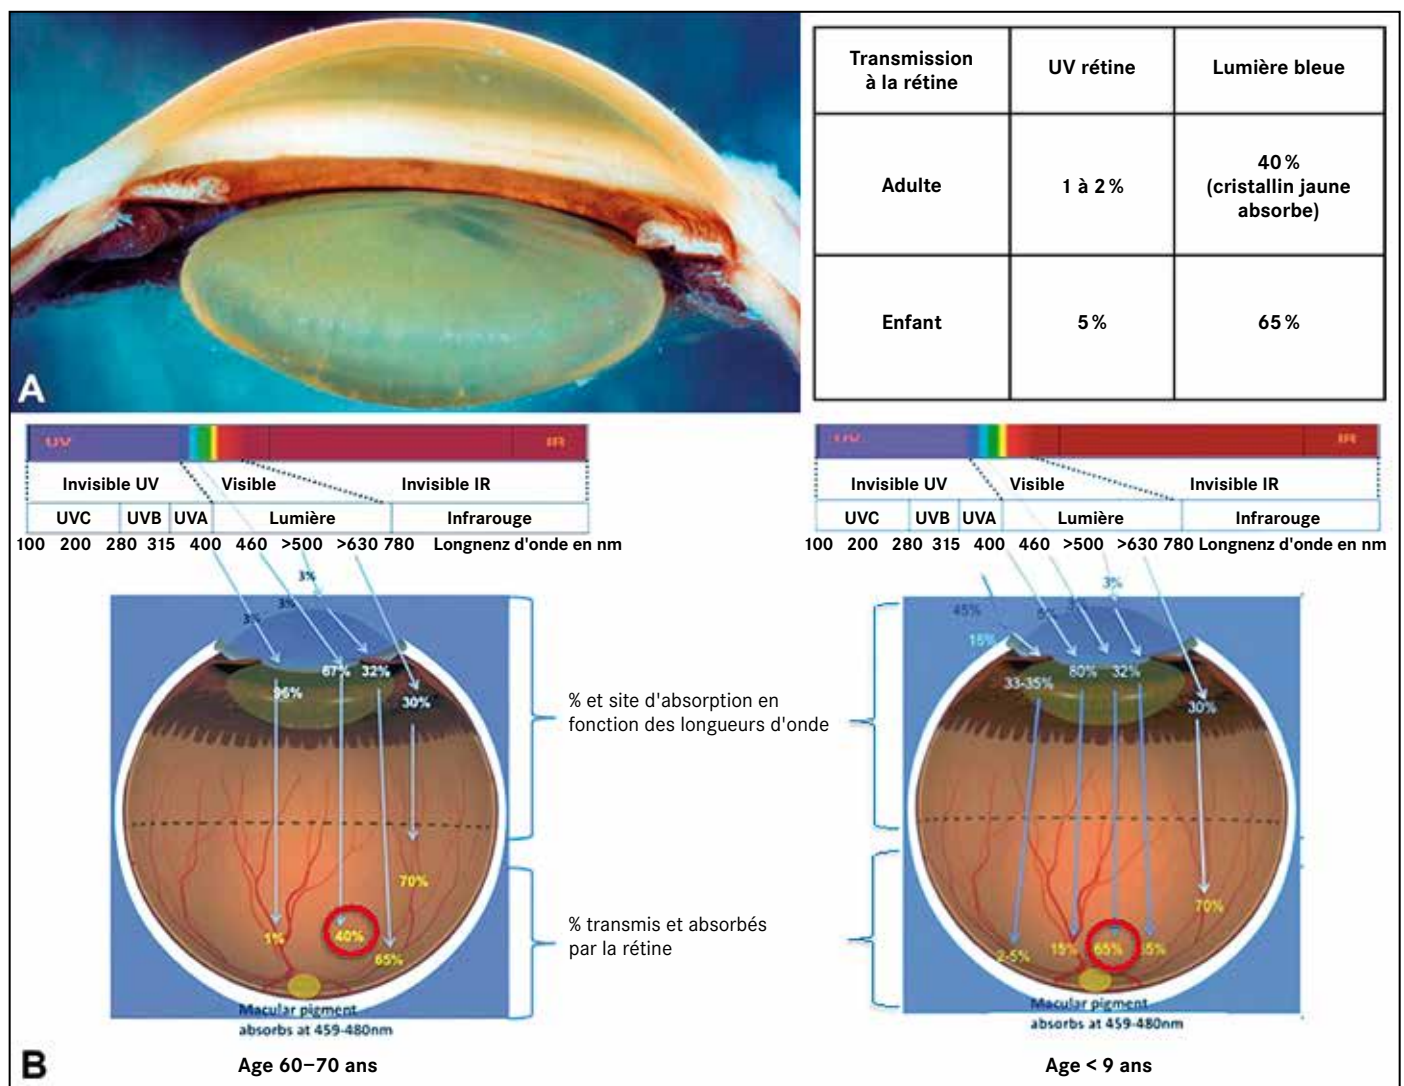 Transmission
à la rétine
UV rétine
Lumière bleue
Adulte
1 à 2 %
40 %
(cristallin jaune
absorbe)
Enfant
5 %
65 %
A
UV
IR
Invisible UV
Visible
Invisible IR
UVC
UVB
UVA
Lumière
Infrarouge
100 200 280 315 400 460 >500 >630 780 Longnenz d'onde en nm
3%
3%
3%
67%
32%
96%
30%
70%
1%
40%
65%
Macular pigment
absorbs at 459-480nm
Age 60–70 ans
% et site d'absorption en
fonction des longueurs d'onde
% transmis et absorbés
par la rétine
UV
IR
Invisible UV
Visible
Invisible IR
UVC
UVB
UVA
Lumière
Infrarouge
100 200 280 315 400 460 >500 >630 780 Longnenz d'onde en nm
3%
45%
3%
15%
80%
32%
33-35%
30%
70%
2-5%
15%
65%
Macular pigment
absorbs at 459-480nm
Age < 9 ans
B